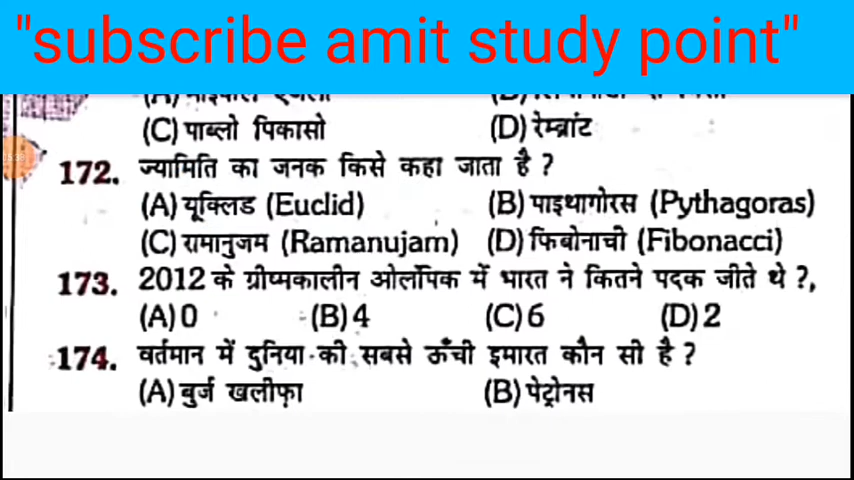 "subscribe amit study point"
(C) पाब्लो पिकासो (D) रेम्ब्रांट
172. ज्यामिति का जनक किसे कहा जाता है ?
(A) यूक्लिड (Euclid) (B) पाइथागोरस (Pythagoras)
(C) रामानुजम (Ramanujam) (D) फिबोनाची (Fibonacci)
173. 2012 के ग्रीष्मकालीन ओलंपिक में भारत ने कितने पदक जीते थे ?,
(A) 0 (B) 4 (C) 6 (D) 2
174. वर्तमान में दुनिया की सबसे ऊँची इमारत कौन सी है ?
(A) बुर्ज खलीफ़ा (B) पेट्रोनस